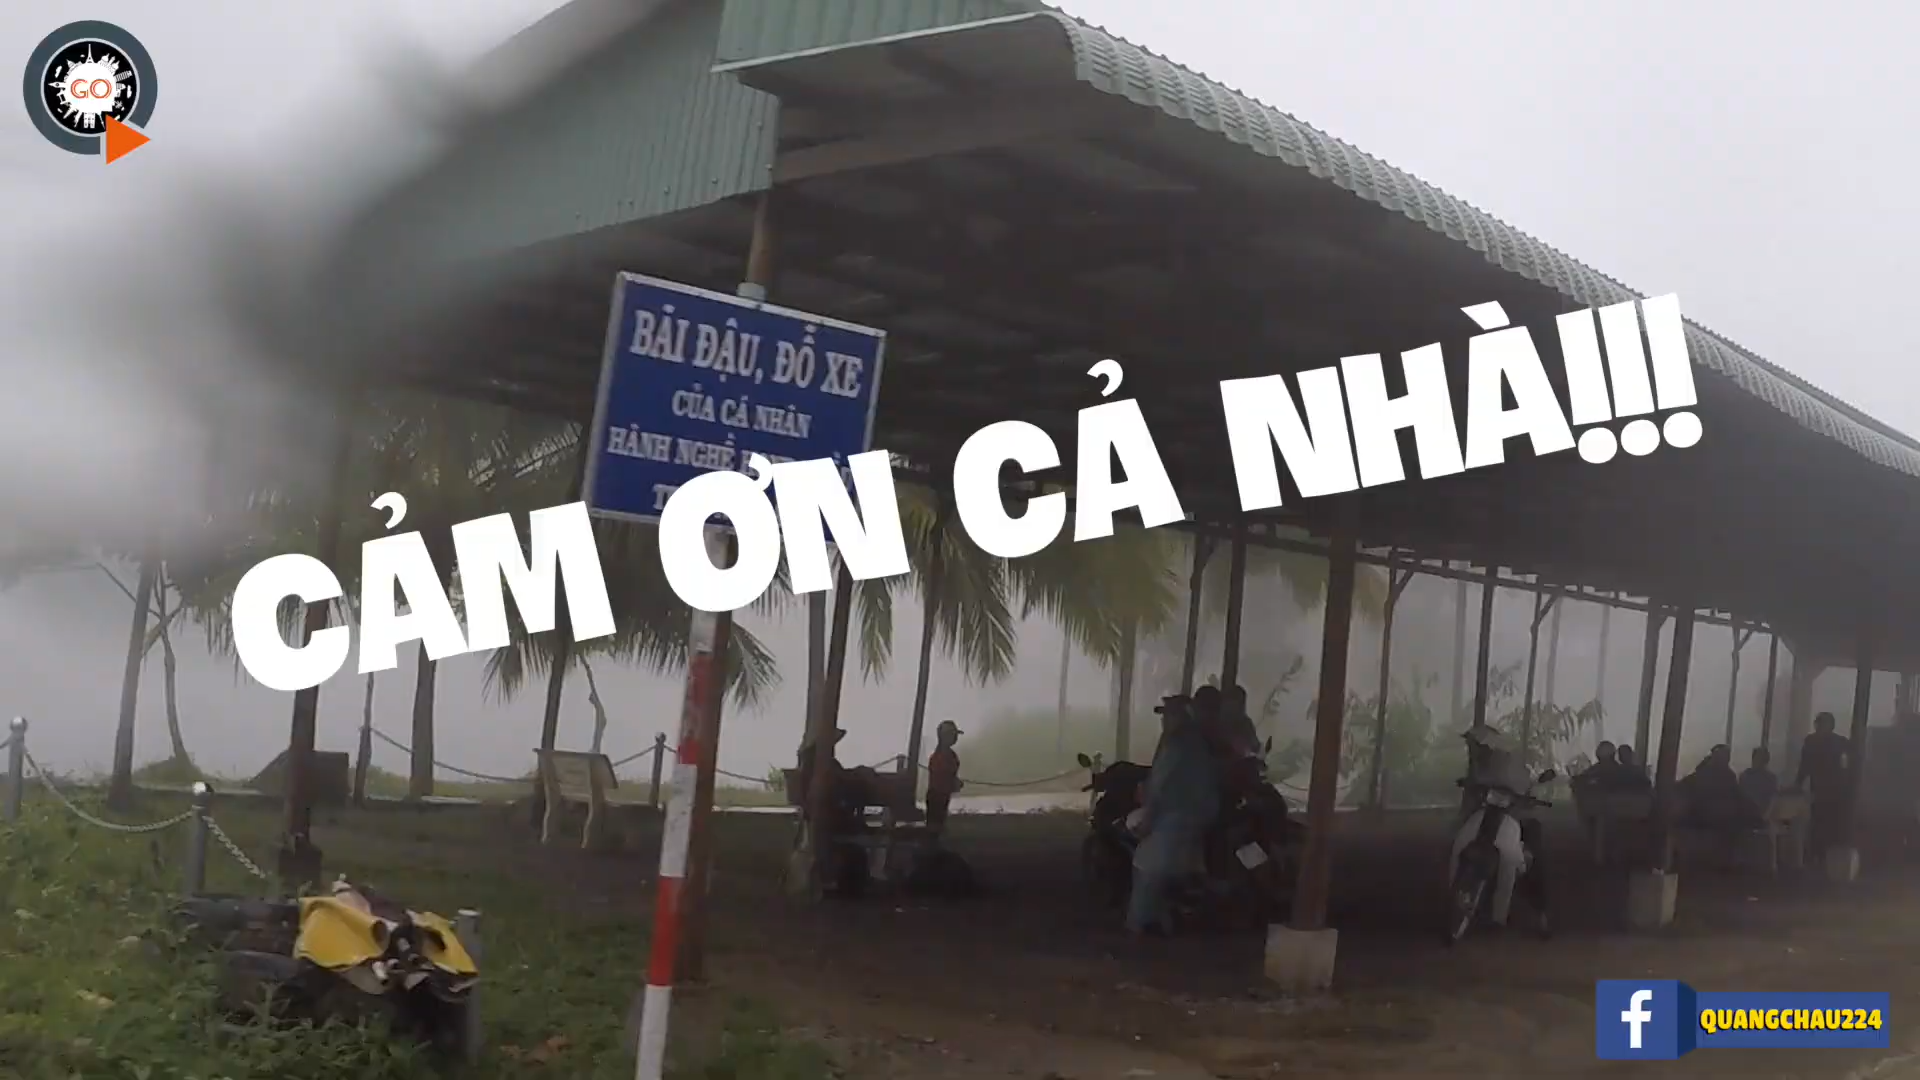 GO
BÃI ĐẬU, ĐỖ XE
CỦA CÁ NHÂN
HÀNH NGHỀ
CẢM ƠN CẢ NHÀ!!!
f
QUANGCHAU224